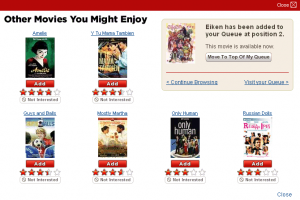 Close
Other Movies You Might Enjoy
Amelie
Y Tu Mama Tambien
Eiken has been added to
your Queue at position 2.
This movie is available now.
Move To Top Of My Queue
< Continue Browsing
Visit your Queue >
Add
Add
Not Interested
Not Interested
Guys and Balls
Mostly Martha
Only Human
Russian Dolls
only
human
Add
Add
Add
Add
Not Interested
Not Interested
Not Interested
Not Interested
Close